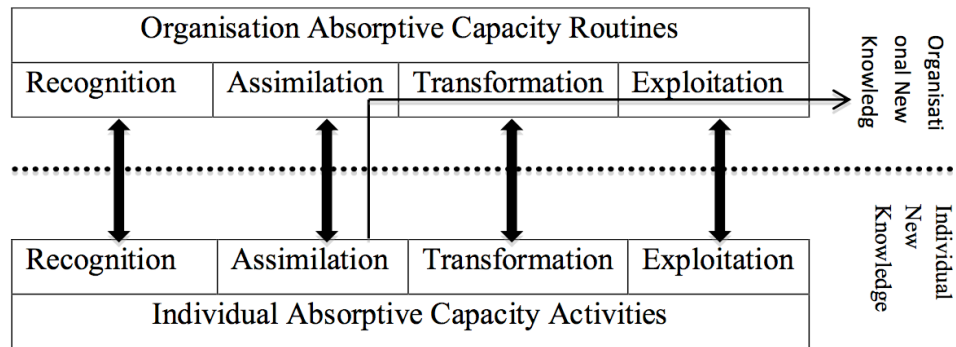 Organisation Absorptive Capacity Routines
Recognition Assimilation Transformation Exploitation
Organisati
onal New
Knowledg
Recognition Assimilation Transformation Exploitation
Individual Absorptive Capacity Activities
Individual
New
Knowledge